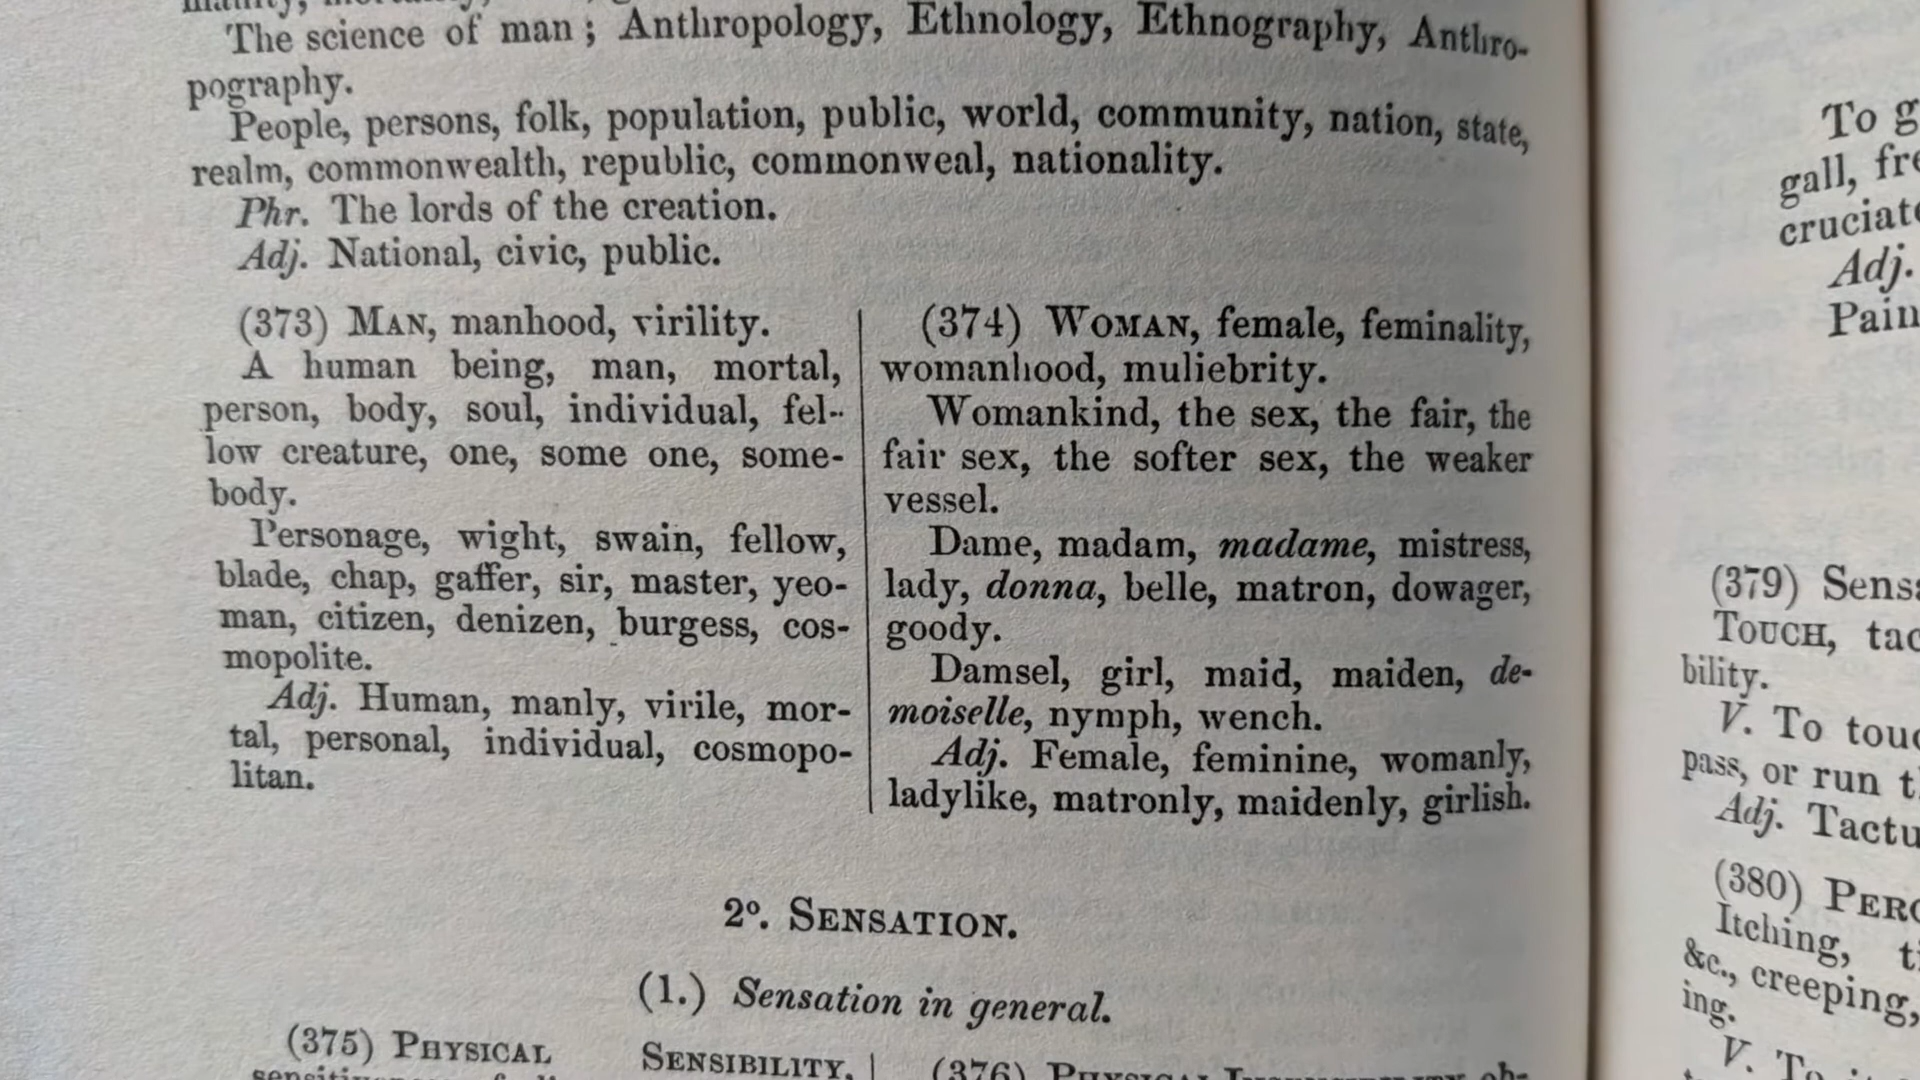 The science of man; Anthropology, Ethnology, Ethnography, Anthro-
pography.
People, persons, folk, population, public, world, community, nation, state,
realm, commonwealth, republic, commonweal, nationality.
Phr. The lords of the creation.
Adj. National, civic, public.
(373) MAN, manhood, virility.
A human being, man, mortal,
person, body, soul, individual, fel-
low creature, one, some one, some-
body.
Personage, wight, swain, fellow,
blade, chap, gaffer, sir, master, yeo-
man, citizen, denizen, burgess, cos-
mopolite.
Adj. Human, manly, virile, mor-
tal, personal, individual, cosmopo-
litan.
(374) WOMAN, female, feminality,
womanhood, muliebrity.
Womankind, the sex, the fair, the
fair sex, the softer sex, the weaker
vessel.
Dame, madam, madame, mistress,
lady, donna, belle, matron, dowager,
goody.
Damsel, girl, maid, maiden, de-
moiselle, nymph, wench.
Adj. Female, feminine, womanly,
ladylike, matronly, maidenly, girlish.
2º. SENSATION.
(1.) Sensation in general.
(375) PHYSICAL SENSIBILITY,
(376) PHYSICAL
To
gall,
Adj.
Pain
(379)
TOUCH,
bility.
V. To
pass, or run
Adj.
(380)
Itching,
&c., creeping,
ing.
V. To